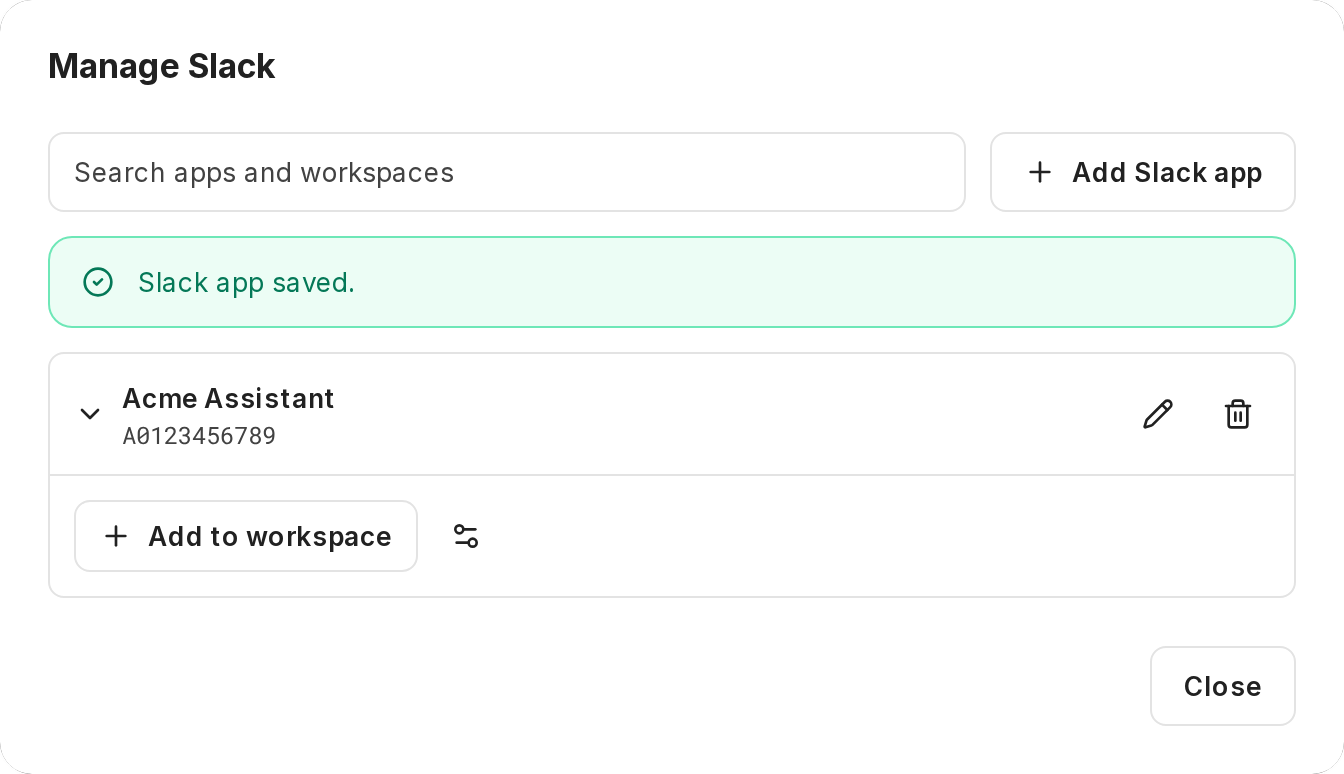 Manage Slack
Search apps and workspaces
Add Slack app
Slack app saved.
Acme Assistant
A0123456789
Add to workspace
Close